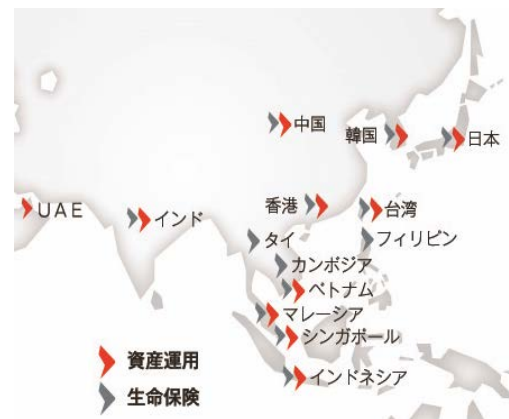 中国
韓国
日本
UAE
インド
香港
台湾
タイ
フィリピン
カンボジア
ベトナム
マレーシア
シンガポール
インドネシア
資産運用
生命保険